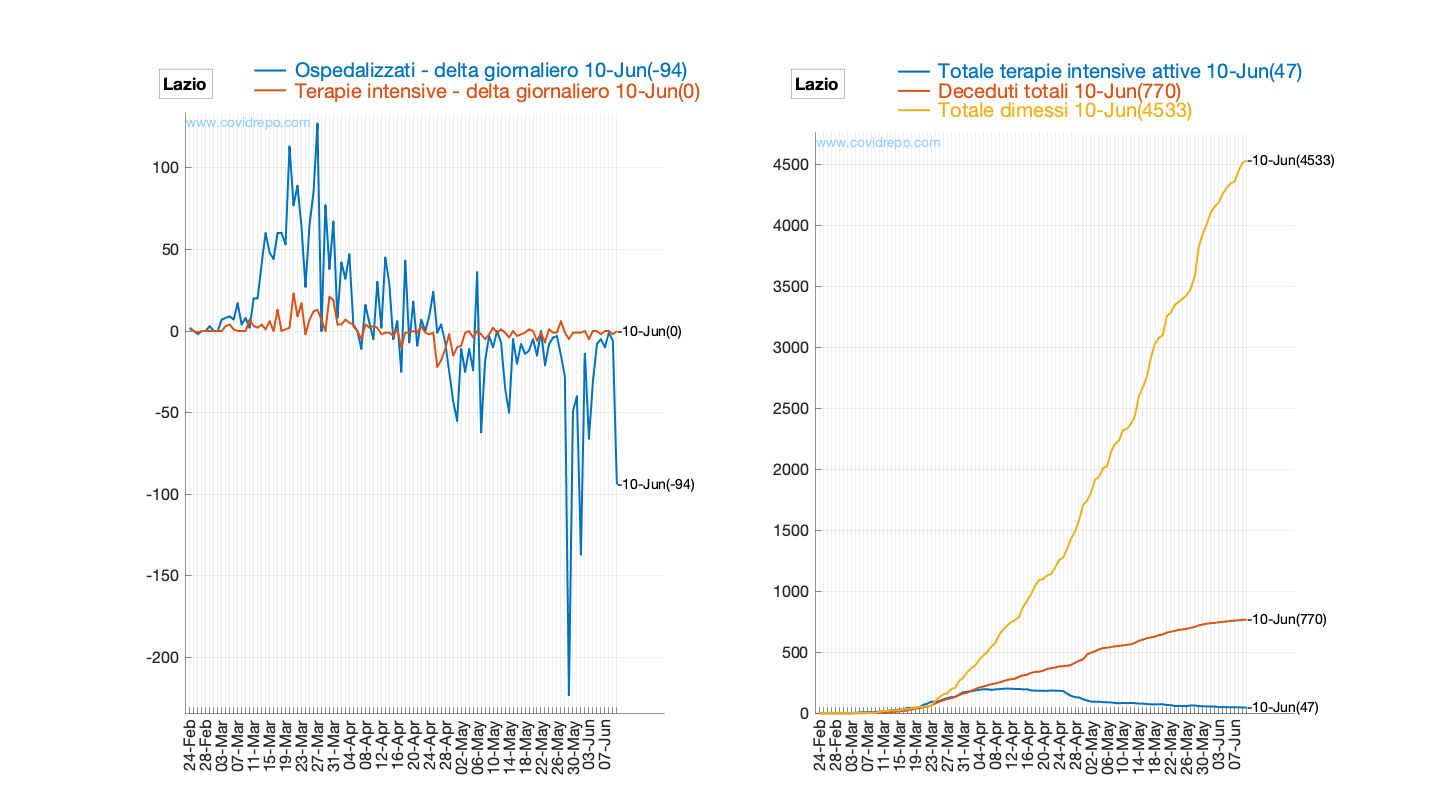 Lazio
Ospedalizzati - delta giornaliero 10-Jun(-94)
Terapie intensive - delta giornaliero 10-Jun(0)
www.covidrepo.com
100
50
0
-50
-100
-150
-200
-10-Jun(0)
-10-Jun(-94)
24-Feb
28-Feb
03-Mar
07-Mar
11-Mar
15-Mar
19-Mar
23-Mar
27-Mar
31-Mar
04-Apr
08-Apr
12-Apr
16-Apr
20-Apr
24-Apr
28-Apr
02-May
06-May
10-May
14-May
18-May
22-May
26-May
30-May
03-Jun
07-Jun
Lazio
Totale terapie intensive attive 10-Jun(47)
Deceduti totali 10-Jun(770)
Totale dimessi 10-Jun(4533)
www.covidrepo.com
4500
4000
3500
3000
2500
2000
1500
1000
500
0
-10-Jun(4533)
-10-Jun(770)
-10-Jun(47)
24-Feb
28-Feb
03-Mar
07-Mar
11-Mar
15-Mar
19-Mar
23-Mar
27-Mar
31-Mar
04-Apr
08-Apr
12-Apr
16-Apr
20-Apr
24-Apr
28-Apr
02-May
06-May
10-May
14-May
18-May
22-May
26-May
30-May
03-Jun
07-Jun